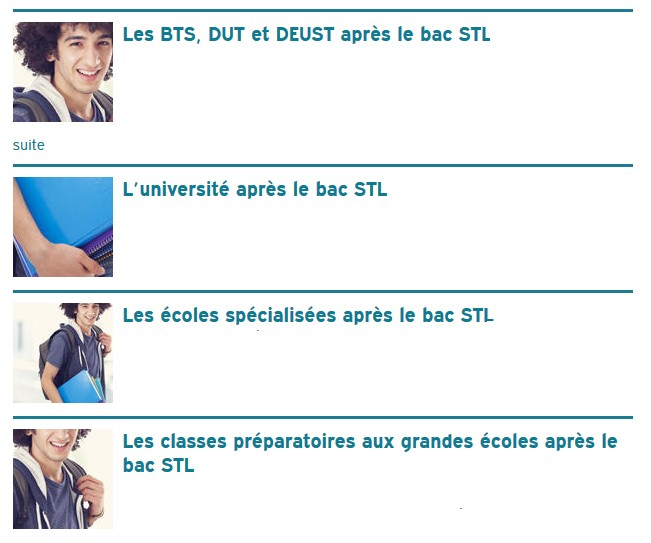 Les BTS, DUT et DEUST après le bac STL
suite
L'université après le bac STL
Les écoles spécialisées après le bac STL
Les classes préparatoires aux grandes écoles après le
bac STL